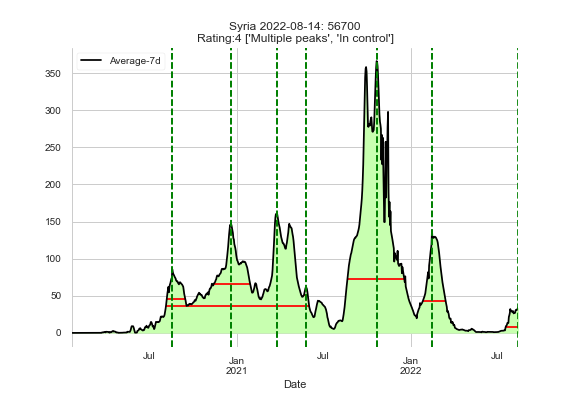 Syria 2022-08-14: 56700
Rating:4 ['Multiple peaks', 'In control']
Average-7d
350
300
250
200
150
100
50
0
Jul
Jan
2021
Jul
Jan
2022
Jul
Date